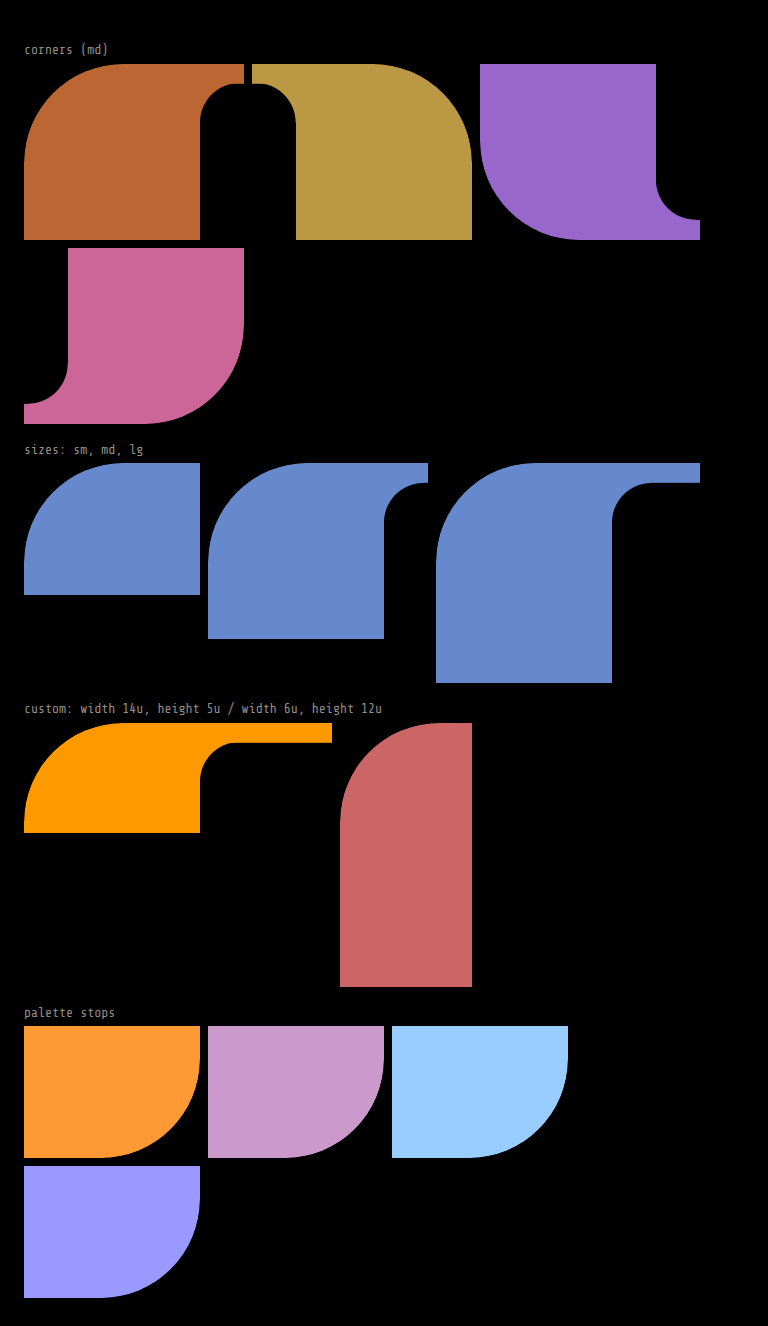 corners (md)
sizes: sm, md, lg
custom: width 14u, height 5u / width 6u, height 12u
palette stops